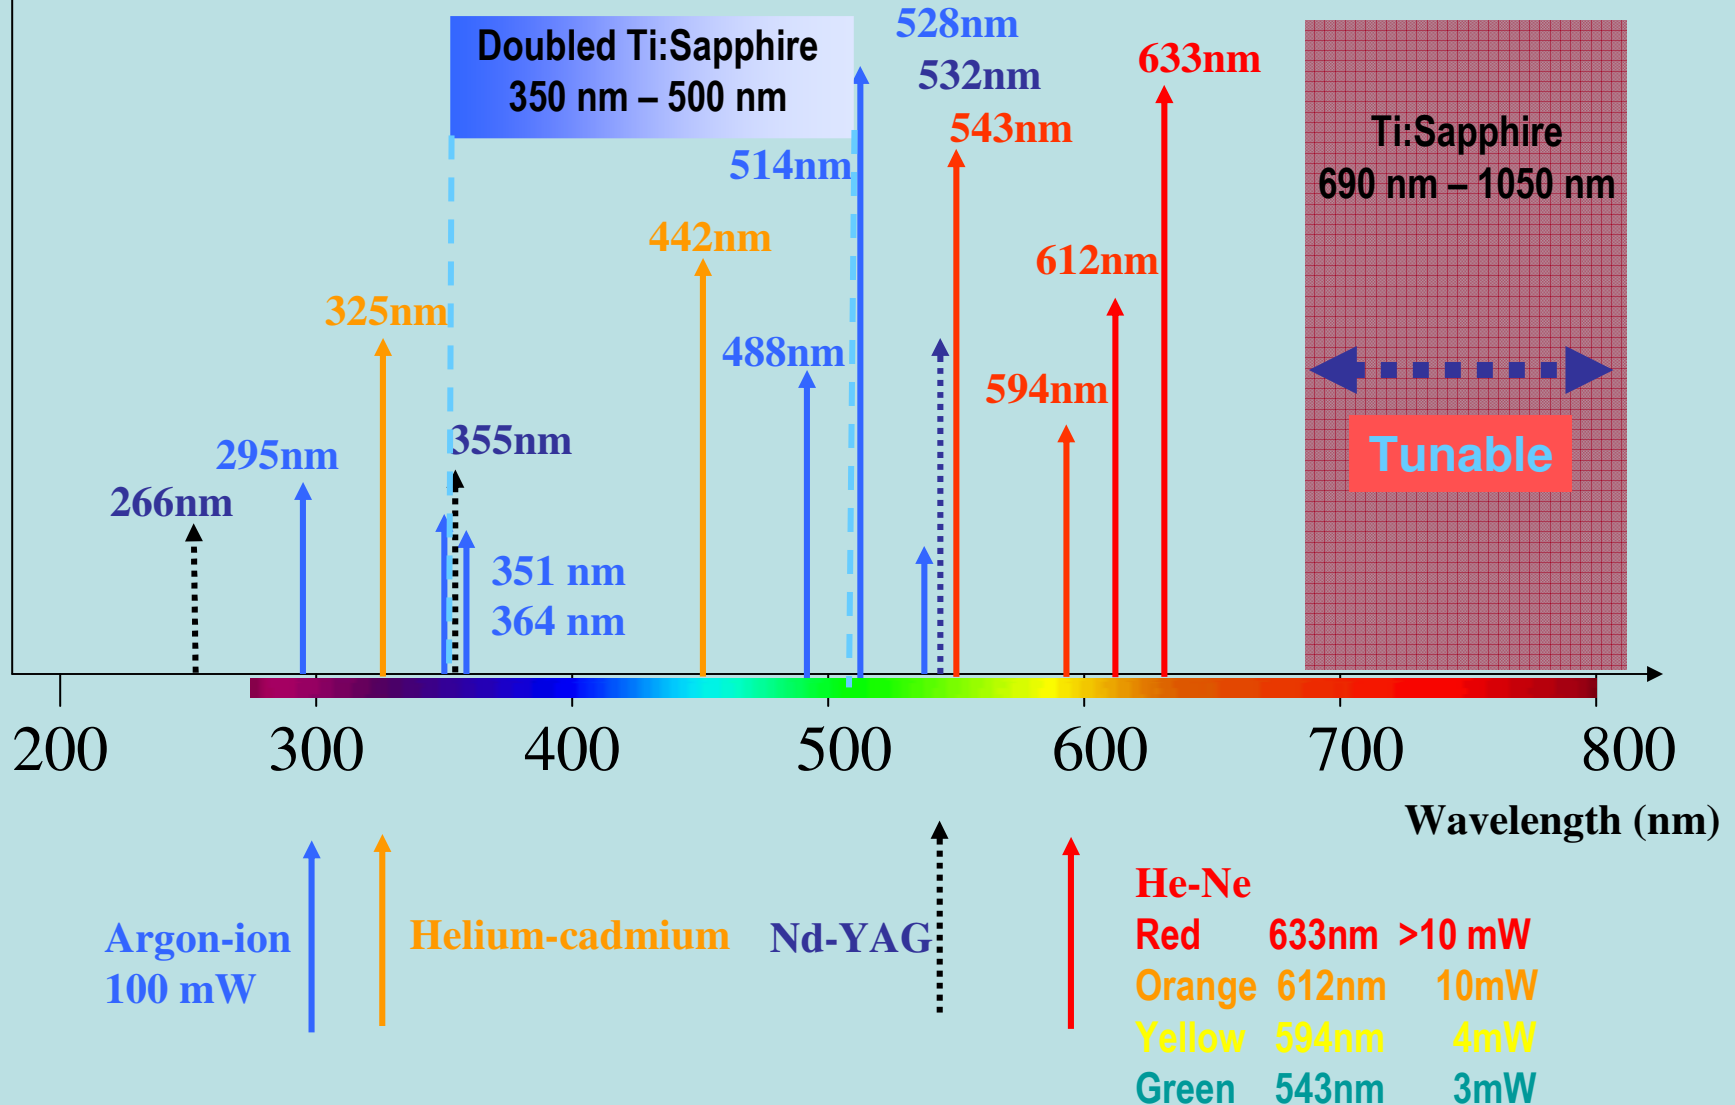 Doubled Ti:Sapphire
350 nm – 500 nm
528nm
532nm
543nm
633nm
514nm
Ti:Sapphire
690 nm – 1050 nm
442nm
612nm
325nm
488nm
594nm
355nm
295nm
266nm
Tunable
351 nm
364 nm
200 300 400 500 600 700 800
Wavelength (nm)
Argon-ion
100 mW
Helium-cadmium
Nd-YAG
He-Ne
Red 633nm >10 mW
Orange 612nm 10mW
Yellow 594nm 4mW
Green 543nm 3mW